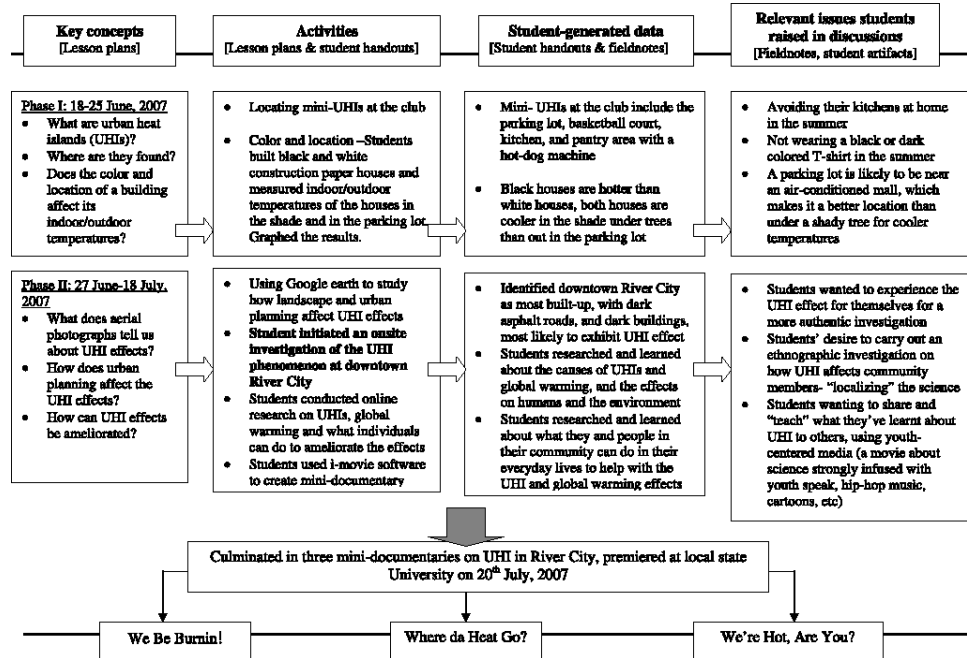 Key concepts
[Lesson plans]
Activities
[Lesson plans & student handouts]
Student-generated data
[Student handouts & fieldnotes]
Relevant issues students
raised in discussions
[Fieldnotes, student artifacts]
Phase I: 18-25 June, 2007
• What are urban heat
islands (UHIs)?
• Where are they found?
• Does the color and
location of a building
affect its
indoor/outdoor
temperatures?
• Locating mini-UHIs at the club
• Color and location –Students
built black and white
construction paper houses and
measured indoor/outdoor
temperatures of the houses in
the shade and in the parking lot.
Graphed the results.
• Mini- UHIs at the club include the
parking lot, basketball court,
kitchen, and pantry area with a
hot-dog machine
• Black houses are hotter than
white houses, both houses are
cooler in the shade under trees
than out in the parking lot
• Avoiding their kitchens at home
in the summer
• Not wearing a black or dark
colored T-shirt in the summer
• A parking lot is likely to be near
an air-conditioned mall, which
makes it a better location than
under a shady tree for cooler
temperatures
Phase II: 27 June-18 July,
2007
• What does aerial
photographs tell us
about UHI effects?
• How does urban
planning affect the
UHI effects?
• How can UHI effects
be ameliorated?
• Using Google earth to study
how landscape and urban
planning affect UHI effects
• Student initiated an onsite
investigation of the UHI
phenomenon at downtown
River City
• Students conducted online
research on UHIs, global
warming and what individuals
can do to ameliorate the effects
• Students used i-movie software
to create mini-documentary
• Identified downtown River City
as most built-up, with dark
asphalt roads, and dark buildings,
most likely to exhibit UHI effect
• Students researched and learned
about the causes of UHIs and
global warming, and the effects
on humans and the environment
• Students researched and learned
about what they and people in
their community can do in their
everyday lives to help with the
UHI and global warming effects
• Students wanted to experience
the UHI effect for themselves for a
more authentic investigation
• Students' desire to carry out an
ethnographic investigation on
how UHI affects community
members- "localizing" the science
• Students wanting to share and
"teach" what they've learnt about
UHI to others, using youth-
centered media (a movie about
science strongly infused with
youth speak, hip-hop music,
cartoons, etc)
Culminated in three mini-documentaries on UHI in River City, premiered at local state
University on 20th July, 2007
We Be Burnin!
Where da Heat Go?
We're Hot, Are You?